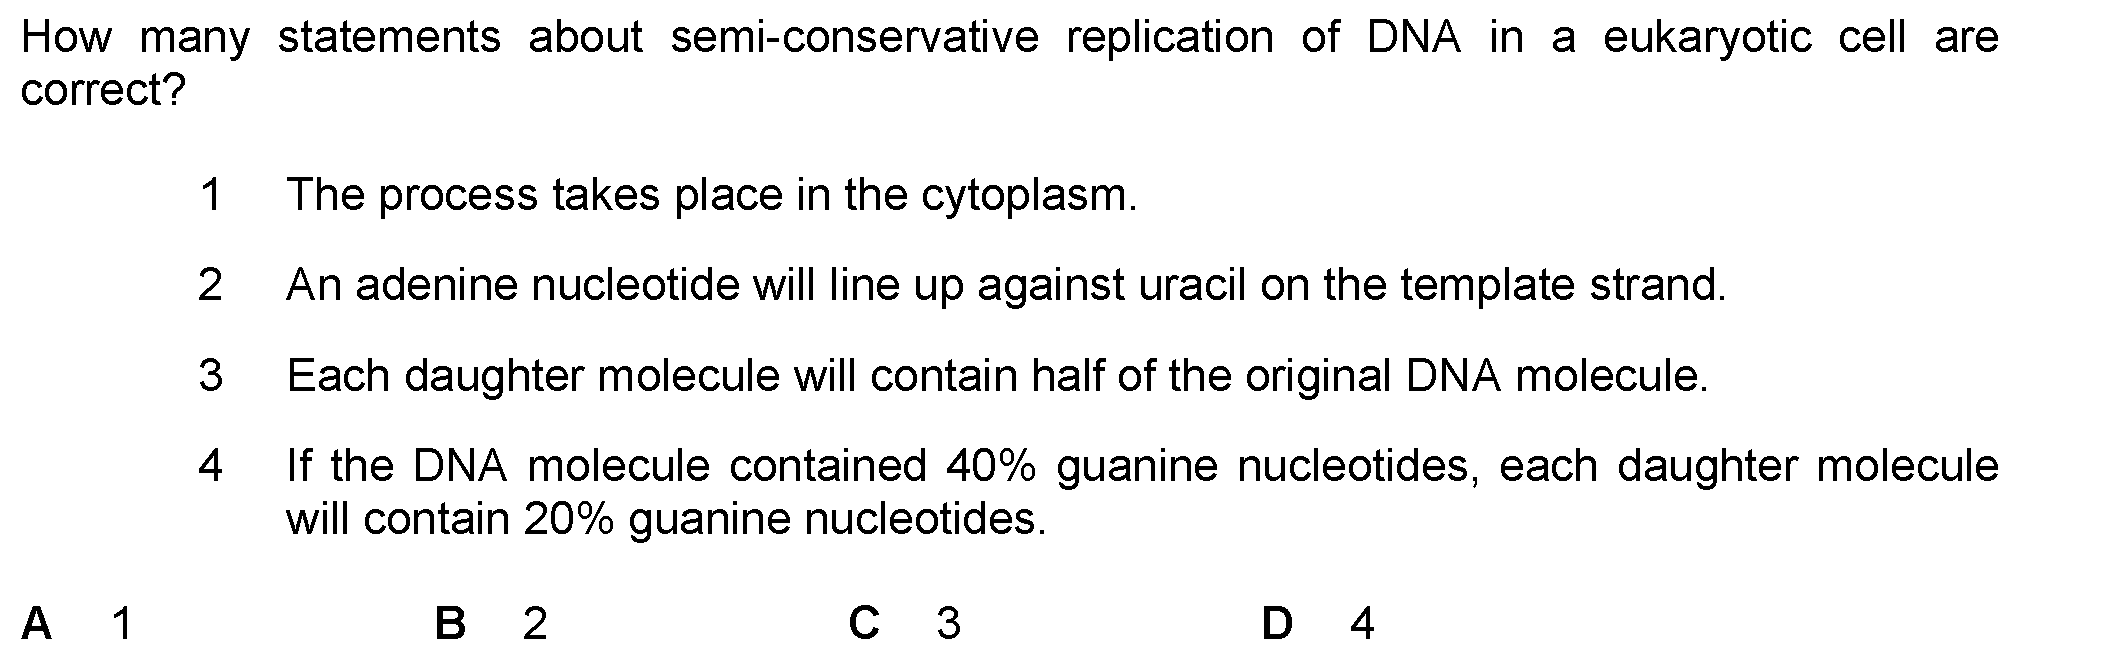 How many statements about semi-conservative replication of DNA in a eukaryotic cell are
correct?
1 The process takes place in the cytoplasm.
2 An adenine nucleotide will line up against uracil on the template strand.
3 Each daughter molecule will contain half of the original DNA molecule.
4 If the DNA molecule contained 40% guanine nucleotides, each daughter molecule
will contain 20% guanine nucleotides.
A 1 B 2 C 3 D 4